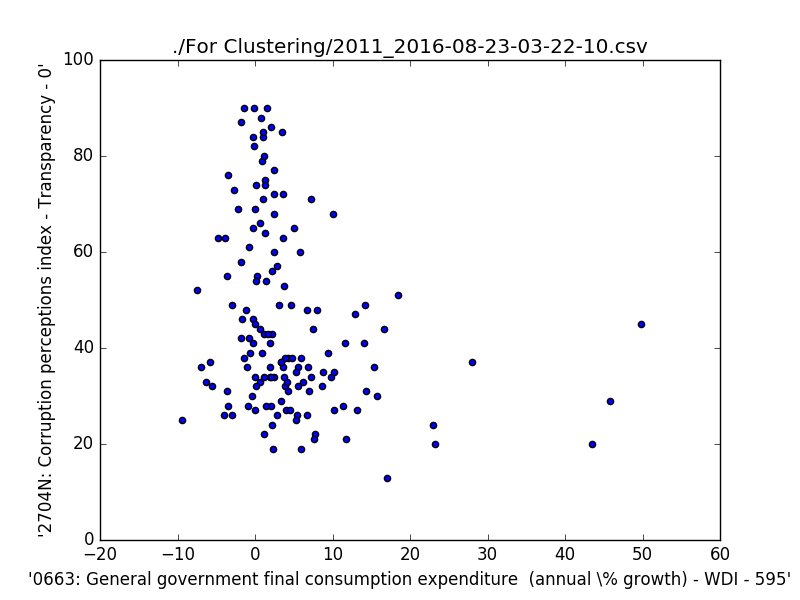 ./For Clustering/2011_2016-08-23-03-22-10.csv
100
80
60
40
20
0
'2704N: Corruption perceptions index - Transparency - 0'
−20 −10 0 10 20 30 40 50 60
'0663: General government final consumption expenditure  (annual \% growth) - WDI - 595'